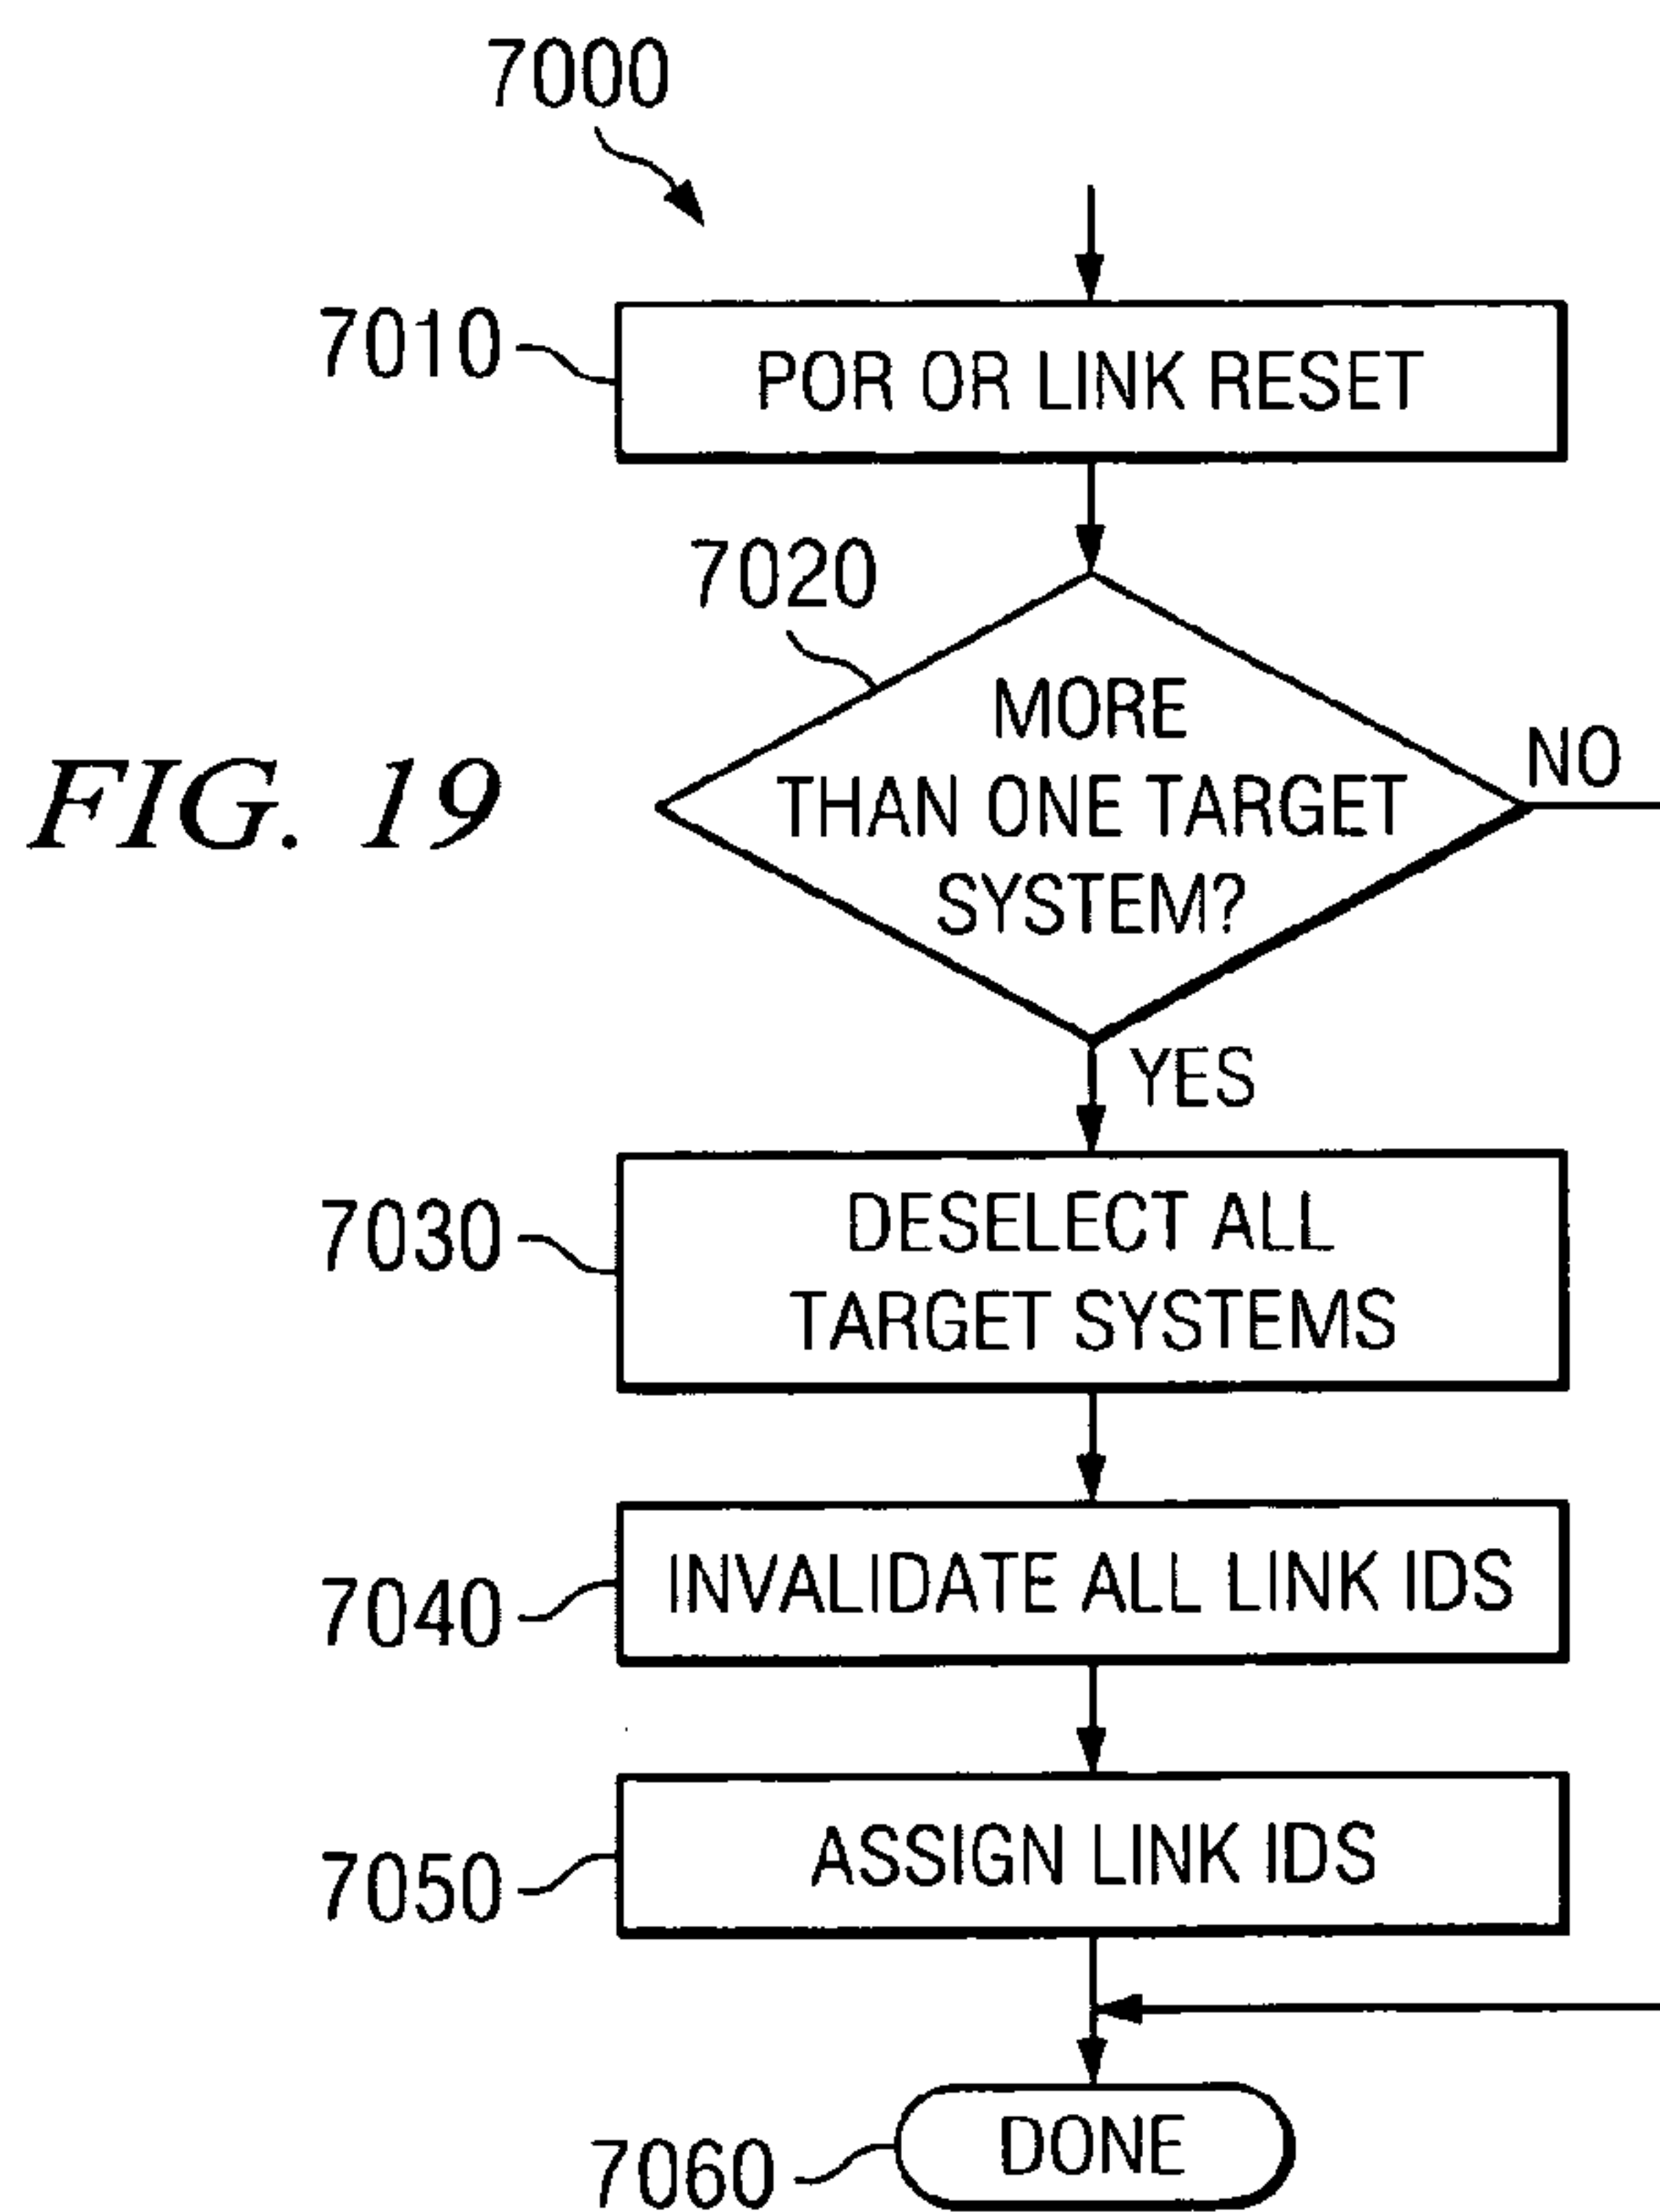 7000
7010
POR OR LINK RESET
7020
MORE
THAN ONE TARGET
SYSTEM?
NO
FIG. 19
YES
7030
DESELECT ALL
TARGET SYSTEMS
7040
INVALIDATE ALL LINK IDS
7050
ASSIGN LINK IDS
7060
DONE